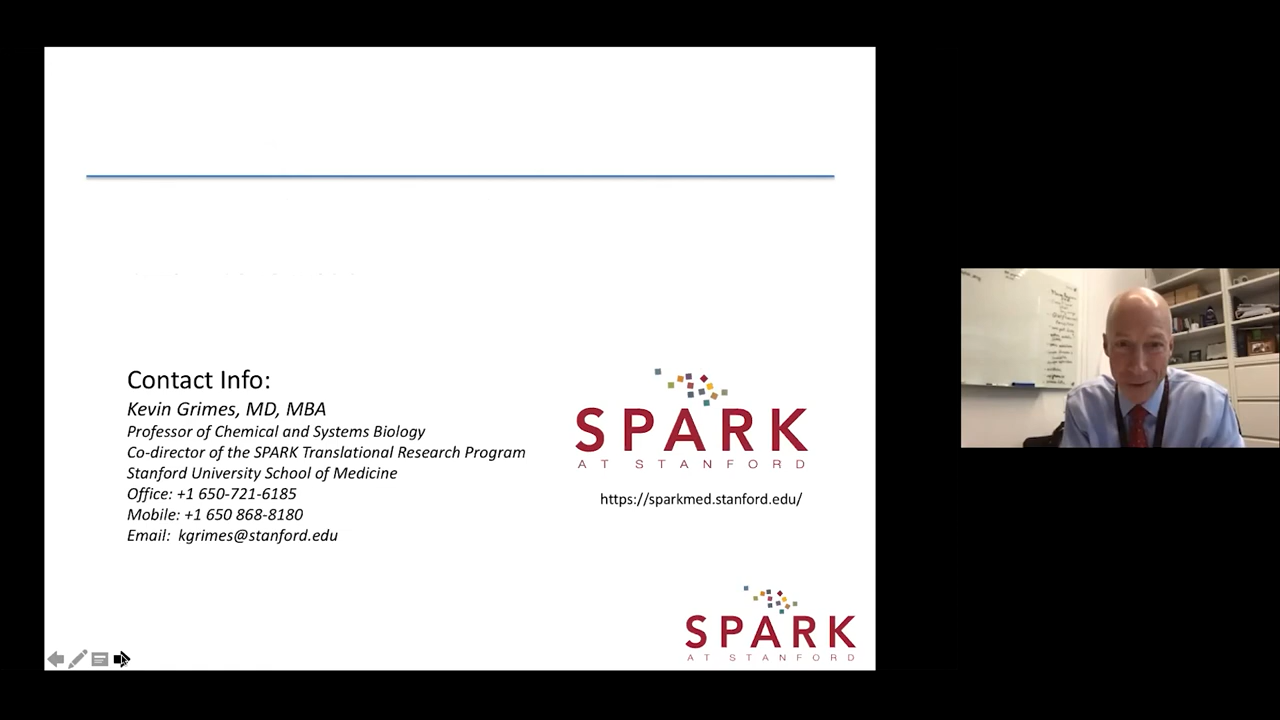 Contact Info:
Kevin Grimes, MD, MBA
Professor of Chemical and Systems Biology
Co-director of the SPARK Translational Research Program
Stanford University School of Medicine
Office: +1 650-721-6185
Mobile: +1 650 868-8180
Email: kgrimes@stanford.edu
SPARK
AT STANFORD
https://sparkmed.stanford.edu/
SPARK
AT STANFORD